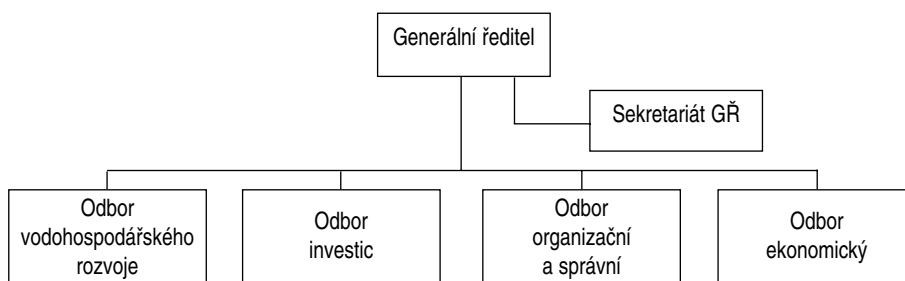 Generální ředitel
Sekretariát GŘ
Odbor
vodohospodářského
rozvoje
Odbor
investic
Odbor
organizační
a správní
Odbor
ekonomický